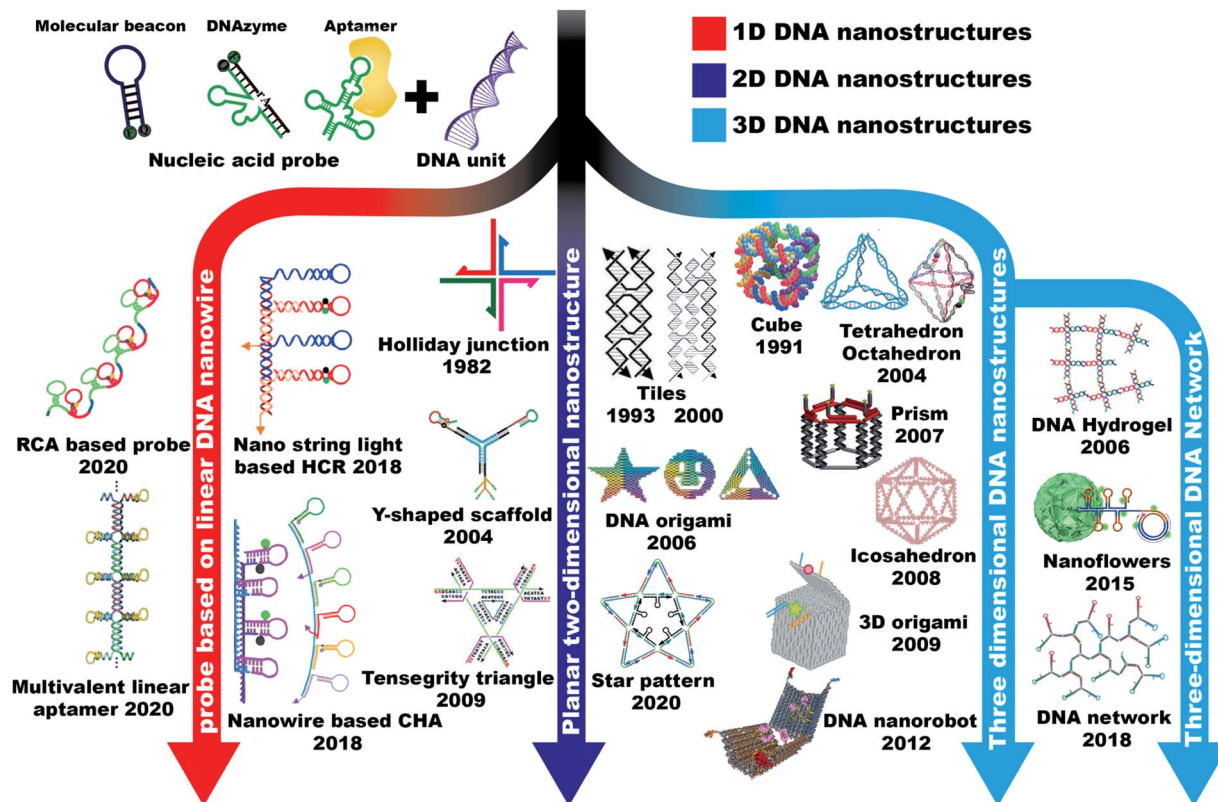 Molecular beacon
DNAzyme
Aptamer
rA
F
Q
Nucleic acid probe
DNA unit
1D DNA nanostructures
2D DNA nanostructures
3D DNA nanostructures
probe based on linear DNA nanowire
RCA based probe
2020
Nano string light
based HCR 2018
Multivalent linear
aptamer 2020
Nanowire based CHA
2018
Planar two-dimensional nanostructure
Holliday junction
1982
Y-shaped scaffold
2004
Tensegrity triangle
2009
Tiles
1993 2000
DNA origami
2006
Star pattern
2020
Three dimensional DNA nanostructures
Cube
1991
Tetrahedron
Octahedron
2004
Prism
2007
Icosahedron
2008
3D origami
2009
DNA nanorobot
2012
Three-dimensional DNA Network
DNA Hydrogel
2006
Nanoflowers
2015
DNA network
2018